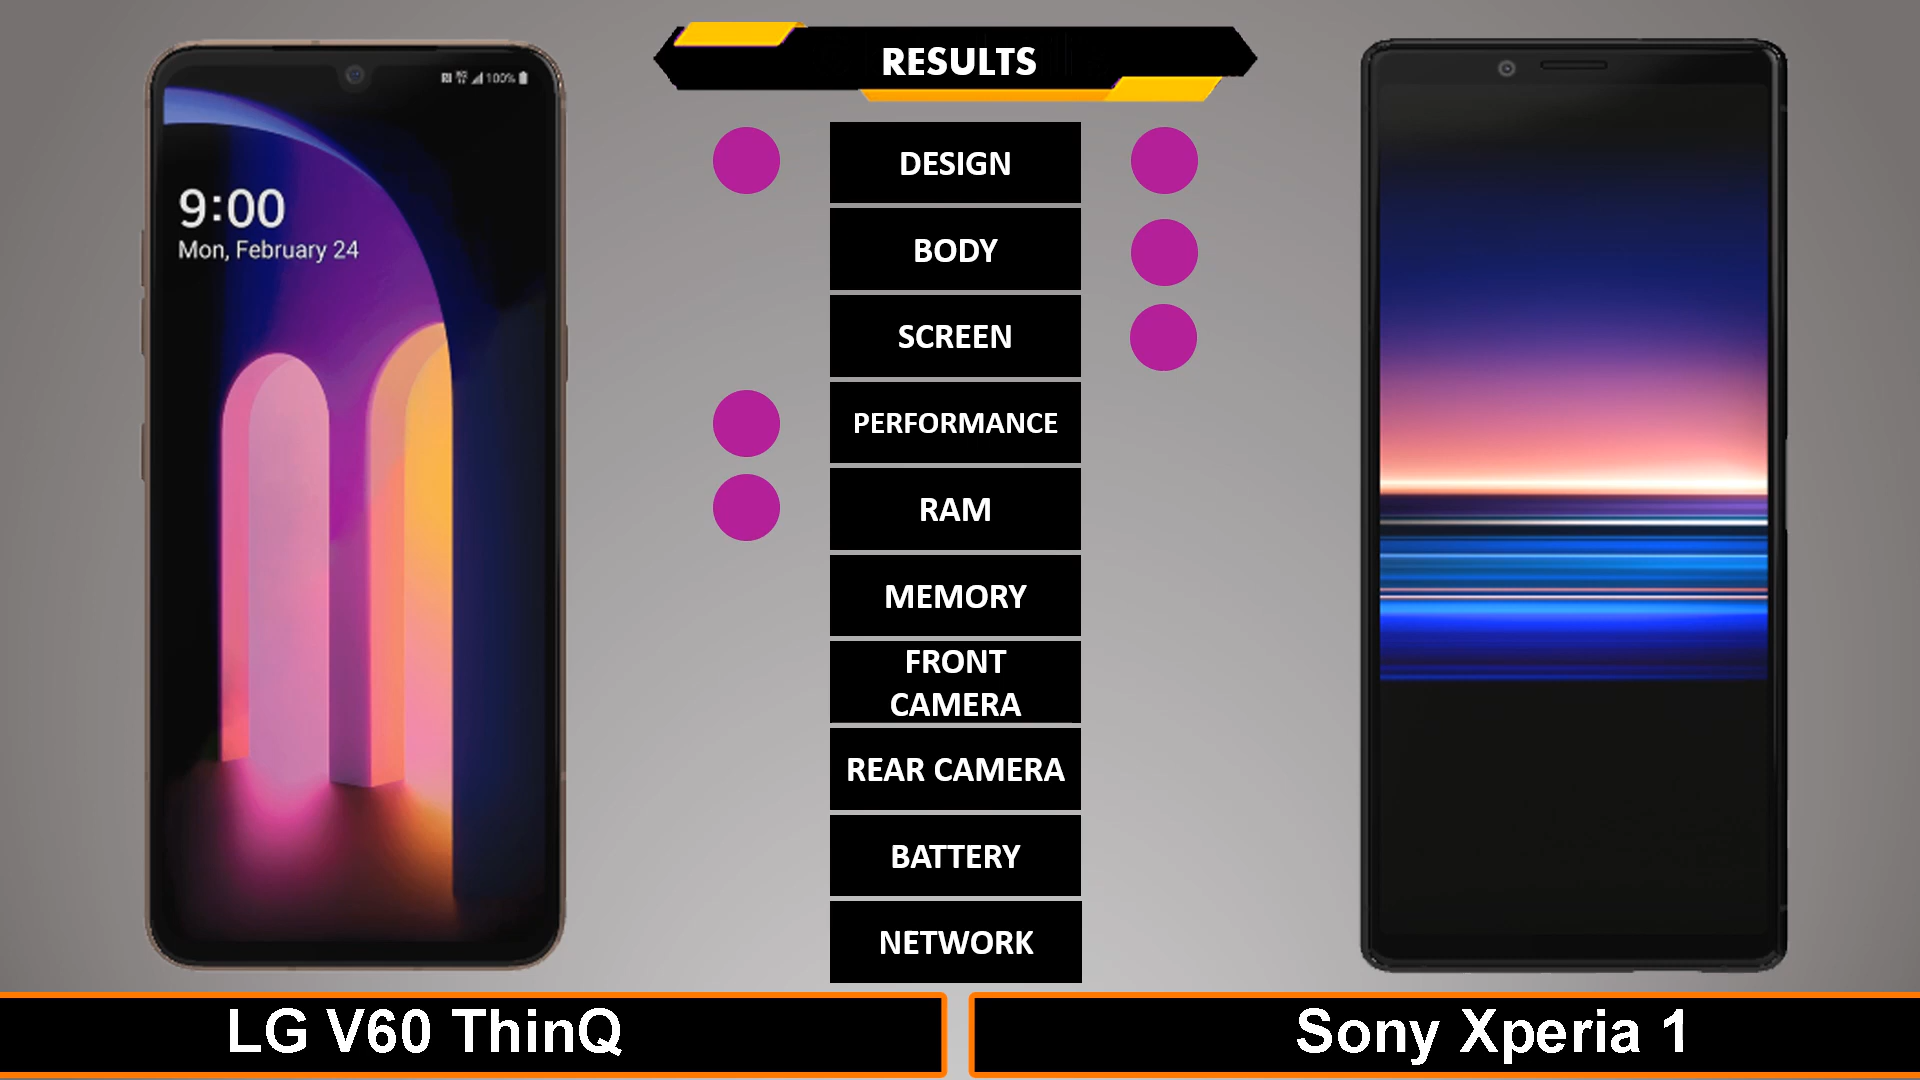 RESULTS
100%
9:00
Mon, February 24
DESIGN
BODY
SCREEN
PERFORMANCE
RAM
MEMORY
FRONT
CAMERA
REAR CAMERA
BATTERY
NETWORK
LG V60 ThinQ
Sony Xperia 1